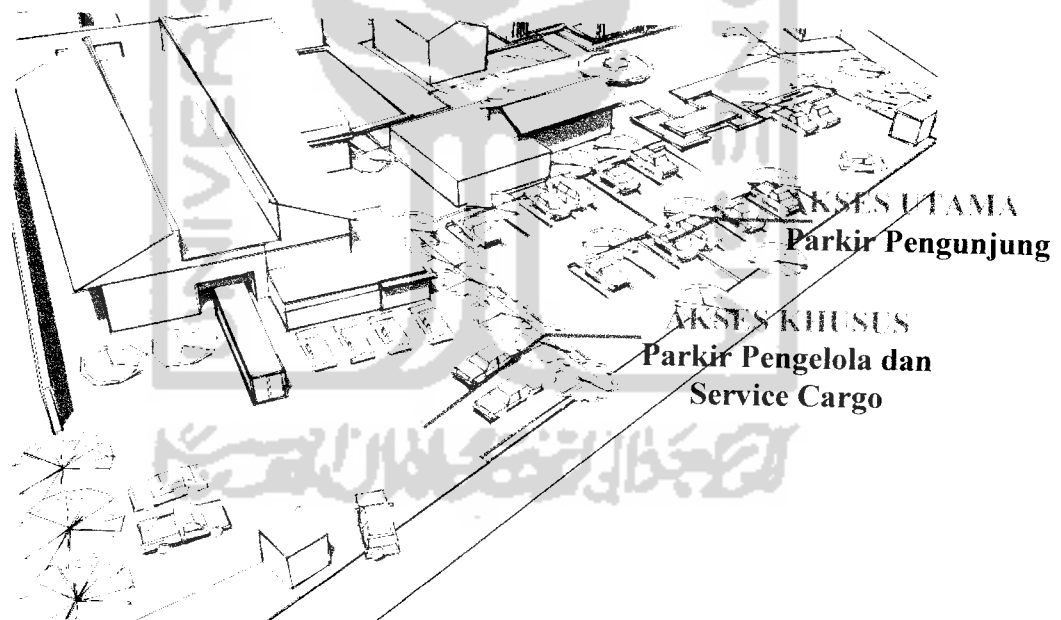 AKSES UTAMA
Parkir Pengunjung
AKSES KHUSUS
Parkir Pengelola dan
Service Cargo